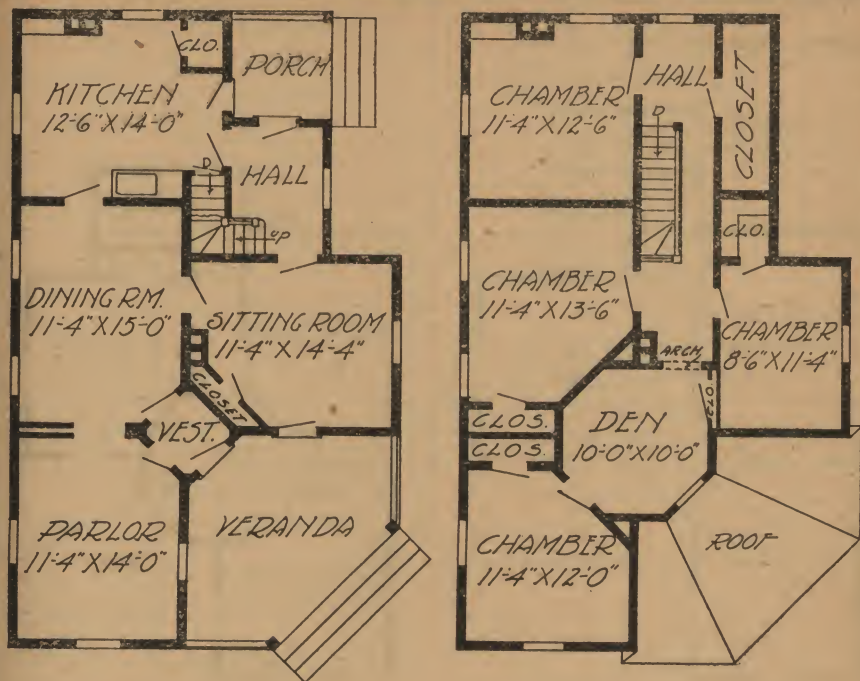 CLO.
PORCH
KITCHEN
12'-6" X 14'-0"
D
HALL
UP
DINING RM.
11'-4" X 15'-0"
SITTING ROOM
11'-4" X 14'-4"
CLOSET
VEST.
PARLOR
11'-4" X 14'-0"
VERANDA
HALL
CLOSET
CHAMBER
11'-4" X 12'-6"
D
CLO.
CHAMBER
11'-4" X 13'-6"
CHAMBER
8'-6" X 11'-4"
ARCH
CLO.
CLOS.
CLOS.
DEN
10'-0" X 10'-0"
CHAMBER
11'-4" X 12'-0"
ROOF